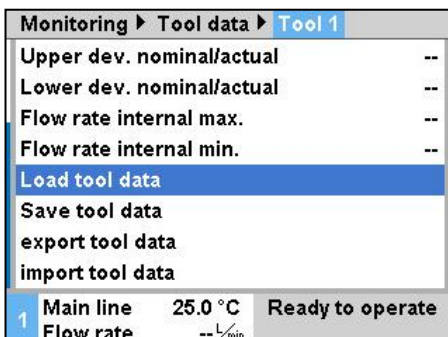 Monitoring ▶ Tool data ▶ Tool 1
Upper dev. nominal/actual --
Lower dev. nominal/actual --
Flow rate internal max. --
Flow rate internal min. --
Load tool data
Save tool data
export tool data
import tool data
1 Main line 25.0 °C Ready to operate
Flow rate -- L/min